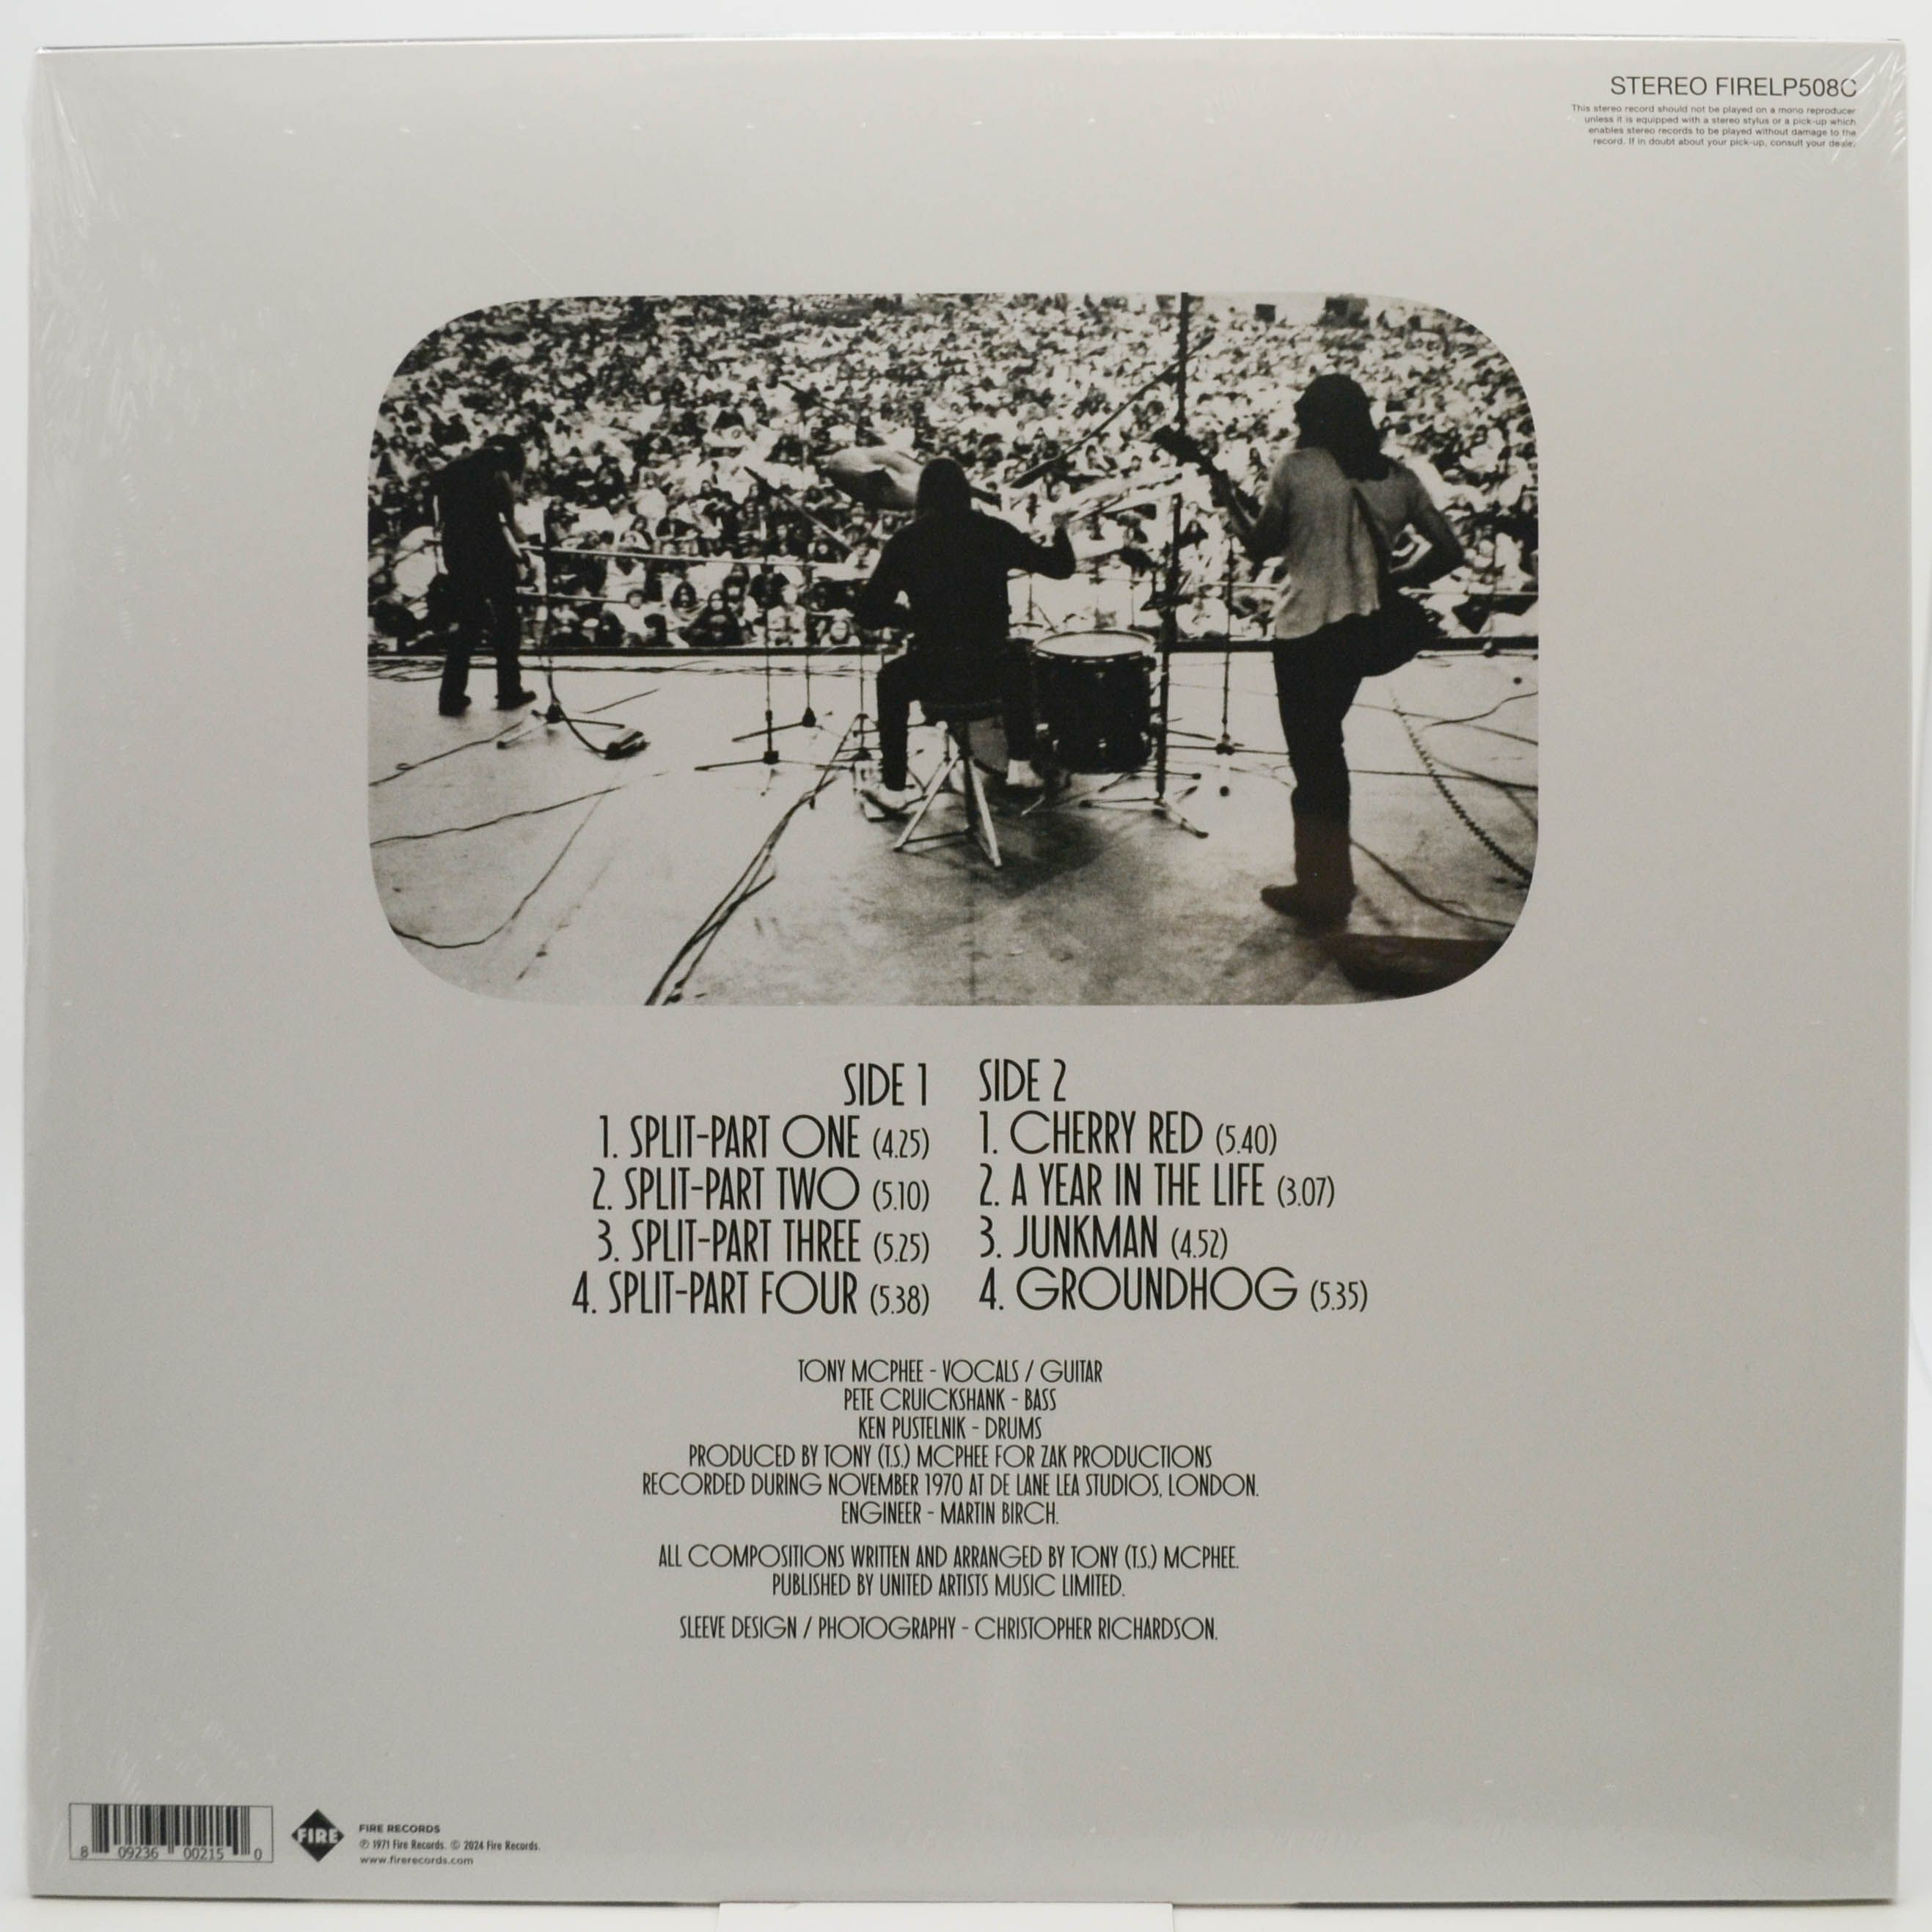 STEREO FIRELP508C
This stereo record should not be played on a mono reproducer
unless it is equipped with a stereo stylus or a pick-up which
enables stereo records to be played without damage to the
record. If in doubt about your pick-up, consult your dealer.
SIDE 1
1. SPLIT-PART ONE (4.25)
2. SPLIT-PART TWO (5.10)
3. SPLIT-PART THREE (5.25)
4. SPLIT-PART FOUR (5.38)
SIDE 2
1. CHERRY RED (5.40)
2. A YEAR IN THE LIFE (3.07)
3. JUNKMAN (4.52)
4. GROUNDHOG (5.35)
TONY MCPHEE - VOCALS / GUITAR
PETE CRUICKSHANK - BASS
KEN PUSTELNIK - DRUMS
PRODUCED BY TONY (T.S.) MCPHEE FOR ZAK PRODUCTIONS
RECORDED DURING NOVEMBER 1970 AT DE LANE LEA STUDIOS, LONDON.
ENGINEER - MARTIN BIRCH.
ALL COMPOSITIONS WRITTEN AND ARRANGED BY TONY (T.S.) MCPHEE.
PUBLISHED BY UNITED ARTISTS MUSIC LIMITED.
SLEEVE DESIGN / PHOTOGRAPHY - CHRISTOPHER RICHARDSON.
8 09236 00215 0
FIRE
FIRE RECORDS
℗ 1971 Fire Records. © 2024 Fire Records.
www.firerecords.com